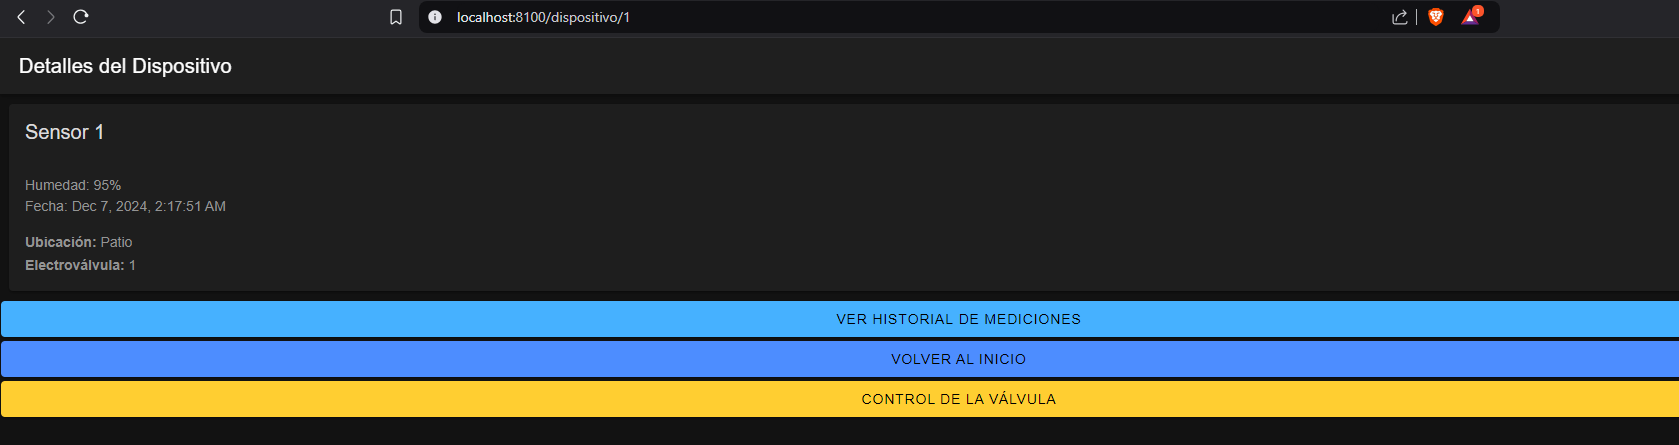 localhost:8100/dispositivo/1
1
Detalles del Dispositivo
Sensor 1
Humedad: 95%
Fecha: Dec 7, 2024, 2:17:51 AM
Ubicación: Patio
Electroválvula: 1
VER HISTORIAL DE MEDICIONES
VOLVER AL INICIO
CONTROL DE LA VÁLVULA